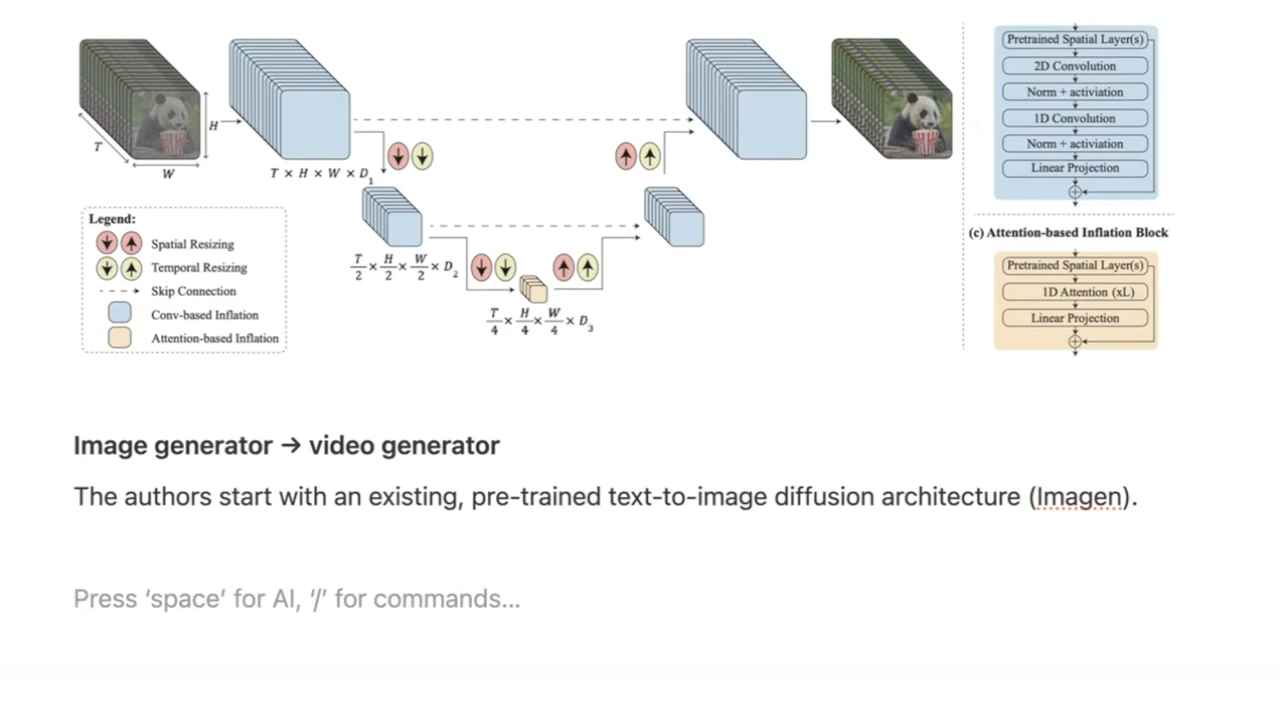 T
W
H
T × H × W × D1
T/2 × H/2 × W/2 × D2
T/4 × H/4 × W/4 × D3
Legend:
Spatial Resizing
Temporal Resizing
Skip Connection
Conv-based Inflation
Attention-based Inflation
Pretrained Spatial Layer(s)
2D Convolution
Norm + activiation
1D Convolution
Norm + activiation
Linear Projection
(c) Attention-based Inflation Block
Pretrained Spatial Layer(s)
1D Attention (xL)
Linear Projection
Image generator → video generator
The authors start with an existing, pre-trained text-to-image diffusion architecture (Imagen).
Press ‘space’ for AI, ‘/’ for commands...